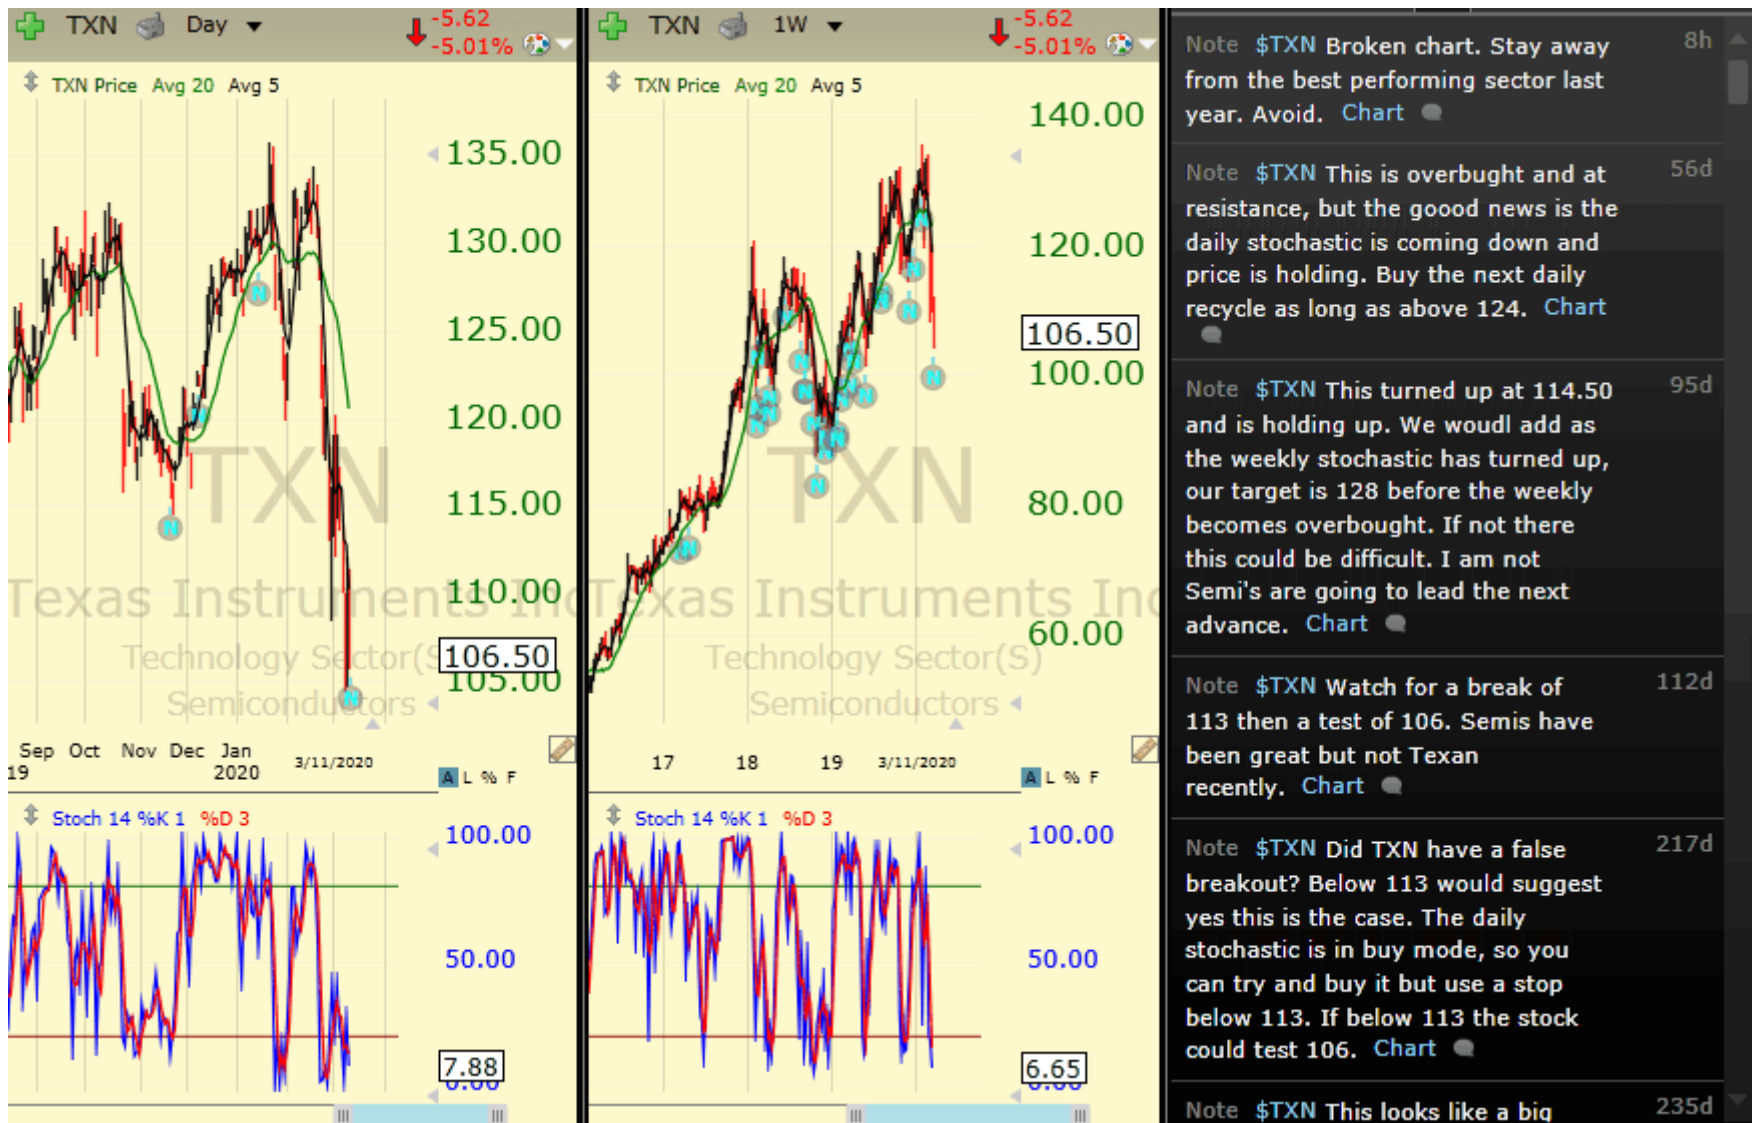 TXN Day
-5.62
-5.01%
TXN Price Avg 20 Avg 5
135.00
130.00
125.00
120.00
115.00
110.00
106.50
105.00
TXN
Texas Instruments Inc
Technology Sector(S
Semiconductors
Sep Oct Nov Dec Jan
19 2020 3/11/2020
A L % F
Stoch 14 %K 1 %D 3
100.00
50.00
7.88
0.00
TXN 1W
-5.62
-5.01%
TXN Price Avg 20 Avg 5
140.00
120.00
106.50
100.00
80.00
60.00
TXN
Texas Instruments Inc
Technology Sector(S)
Semiconductors
17 18 19 3/11/2020
A L % F
Stoch 14 %K 1 %D 3
100.00
50.00
6.65
0.00
Note $TXN Broken chart. Stay away 8h
from the best performing sector last
year. Avoid. Chart
Note $TXN This is overbught and at 56d
resistance, but the goood news is the
daily stochastic is coming down and
price is holding. Buy the next daily
recycle as long as above 124. Chart
Note $TXN This turned up at 114.50 95d
and is holding up. We woudl add as
the weekly stochastic has turned up,
our target is 128 before the weekly
becomes overbought. If not there
this could be difficult. I am not
Semi's are going to lead the next
advance. Chart
Note $TXN Watch for a break of 112d
113 then a test of 106. Semis have
been great but not Texan
recently. Chart
Note $TXN Did TXN have a false 217d
breakout? Below 113 would suggest
yes this is the case. The daily
stochastic is in buy mode, so you
can try and buy it but use a stop
below 113. If below 113 the stock
could test 106. Chart
Note $TXN This looks like a big 235d